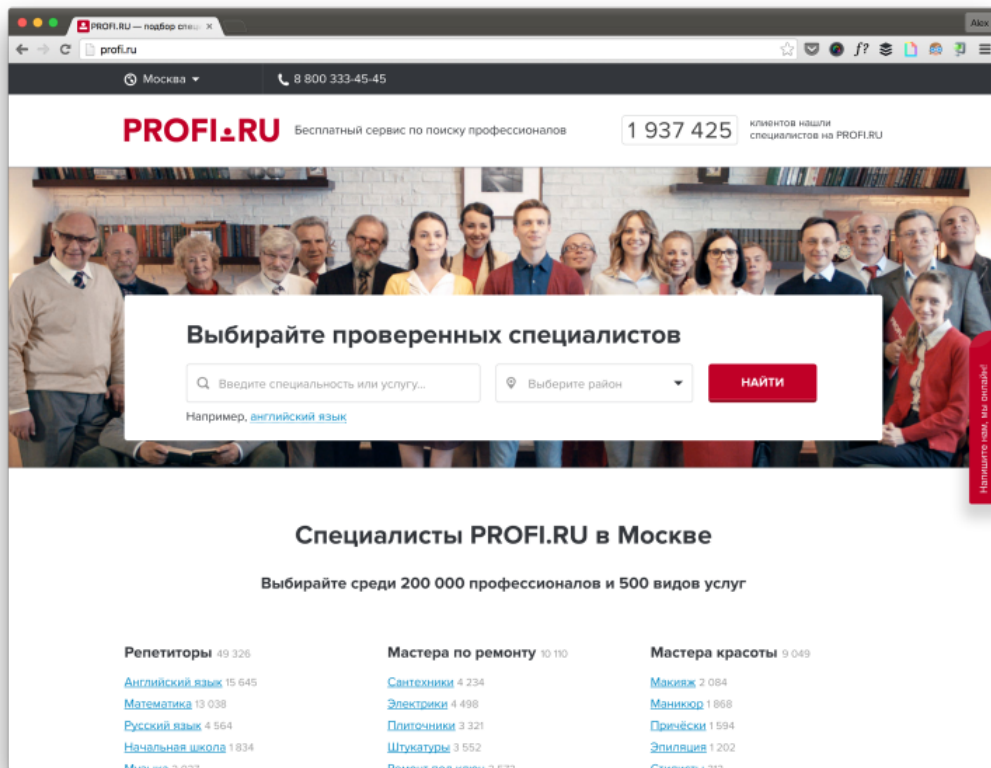 PROFI.RU — подбор спец
Alex
profi.ru
f?
Москва
8 800 333-45-45
PROFI.RU
Бесплатный сервис по поиску профессионалов
1 937 425
клиентов нашли
специалистов на PROFI.RU
Выбирайте проверенных специалистов
Введите специальность или услугу...
Выберите район
НАЙТИ
Например, английский язык
Напишите нам, мы онлайн!
Специалисты PROFI.RU в Москве
Выбирайте среди 200 000 профессионалов и 500 видов услуг
Репетиторы 49 326
Английский язык 15 645
Математика 13 038
Русский язык 4 564
Начальная школа 1 834
Мастера по ремонту 10 110
Сантехники 4 234
Электрики 4 498
Плиточники 3 321
Штукатуры 3 552
Мастера красоты 9 049
Макияж 2 084
Маникюр 1 868
Причёски 1 594
Эпиляция 1 202